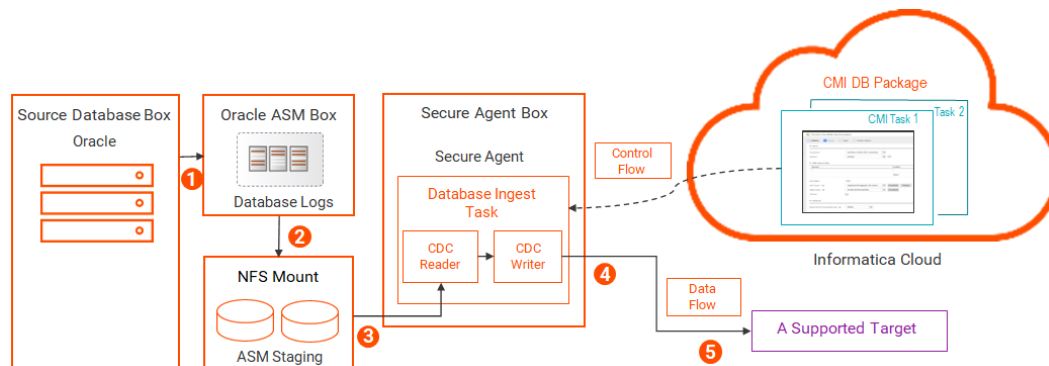 Source Database Box
Oracle
1
Oracle ASM Box
Database Logs
2
NFS Mount
ASM Staging
3
Secure Agent Box
Secure Agent
Database Ingest
Task
CDC
Reader
CDC
Writer
4
Control
Flow
Data
Flow
5
CMI DB Package
Task 2
CMI Task 1
Informatica Cloud
A Supported Target